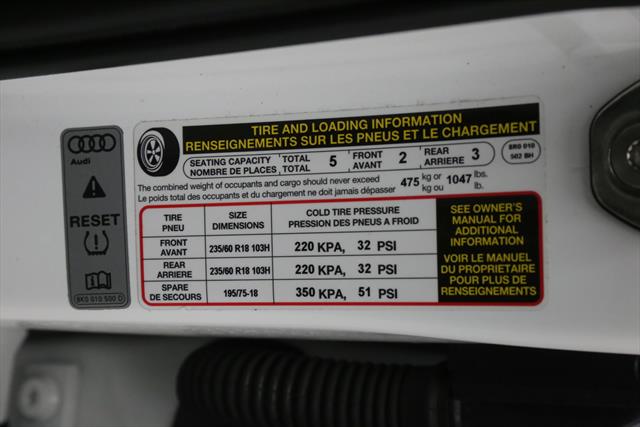 Audi
RESET
8K0 010 500 D
TIRE AND LOADING INFORMATION
RENSEIGNEMENTS SUR LES PNEUS ET LE CHARGEMENT
SEATING CAPACITY TOTAL 5 FRONT 2 REAR 3
NOMBRE DE PLACES TOTAL AVANT ARRIERE
8R0 010
502 BH
The combined weight of occupants and cargo should never exceed 475 kg or 1047 lbs.
Le poids total des occupants et du chargement ne doit jamais dépasser kg ou lb.
TIRE SIZE COLD TIRE PRESSURE
PNEU DIMENSIONS PRESSION DES PNEUS A FROID
FRONT
AVANT 235/60 R18 103H 220 KPA, 32 PSI
REAR
ARRIERE 235/60 R18 103H 220 KPA, 32 PSI
SPARE
DE SECOURS 195/75-18 350 KPA, 51 PSI
SEE OWNER'S
MANUAL FOR
ADDITIONAL
INFORMATION
VOIR LE MANUEL
DU PROPRIETAIRE
POUR PLUS DE
RENSEIGNEMENTS